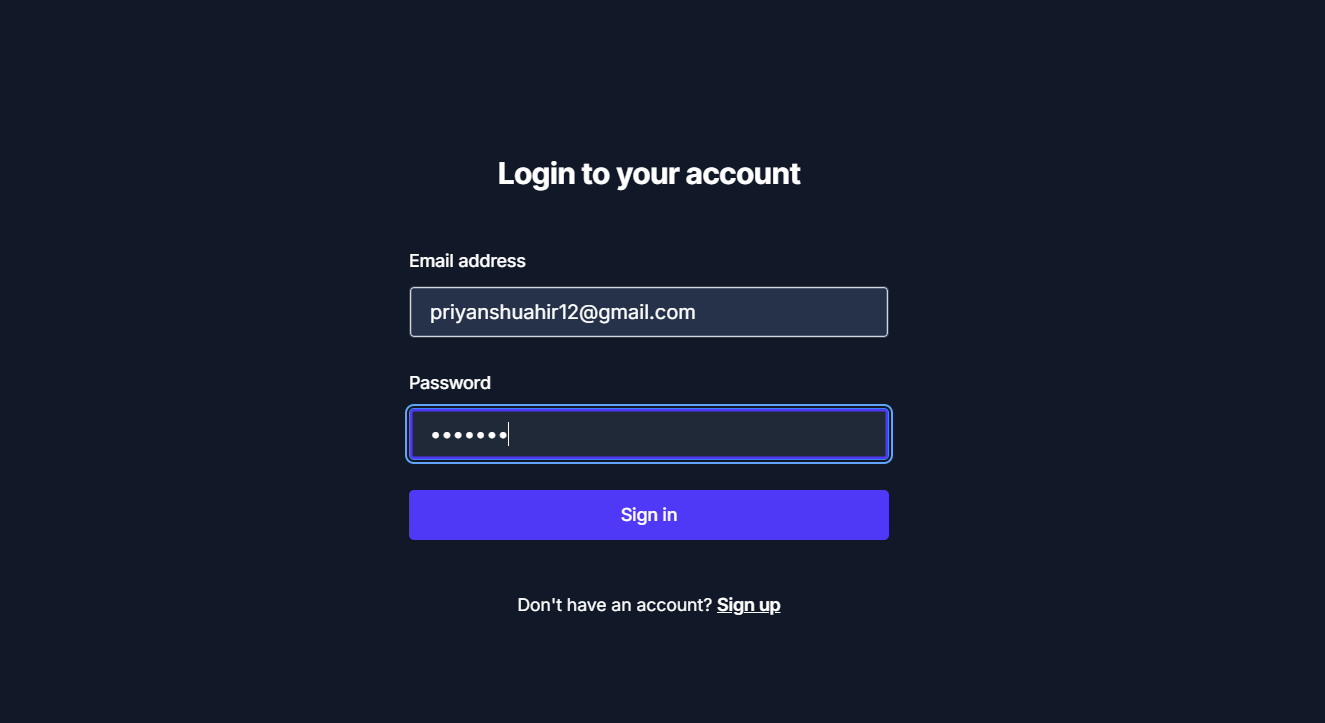 Login to your account
Email address
priyanshuahir12@gmail.com
Password
•••••••
Sign in
Don't have an account? Sign up